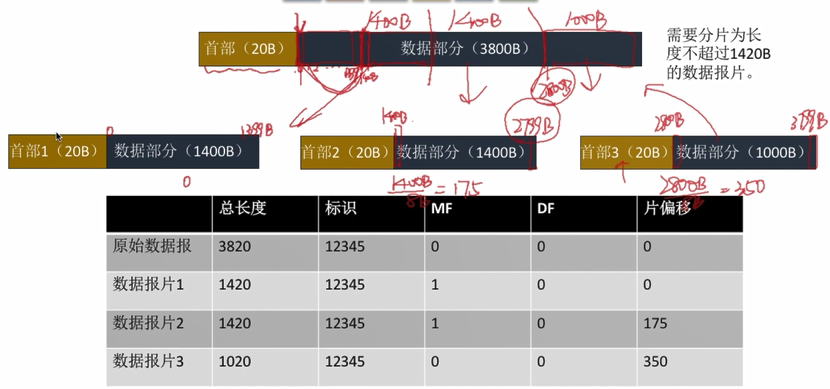 1400B 1400B 1000B
首部（20B） 数据部分（3800B）
需要分片为长
度不超过1420B
的数据报片。
2800B
0 1399B 1400B 2799B 2800B 3799B
首部1（20B） 数据部分（1400B） 首部2（20B） 数据部分（1400B） 首部3（20B） 数据部分（1000B）
0
1400B/8B=175
2800B/8B=350
总长度 标识 MF DF 片偏移
原始数据报 3820 12345 0 0 0
数据报片1 1420 12345 1 0 0
数据报片2 1420 12345 1 0 175
数据报片3 1020 12345 0 0 350